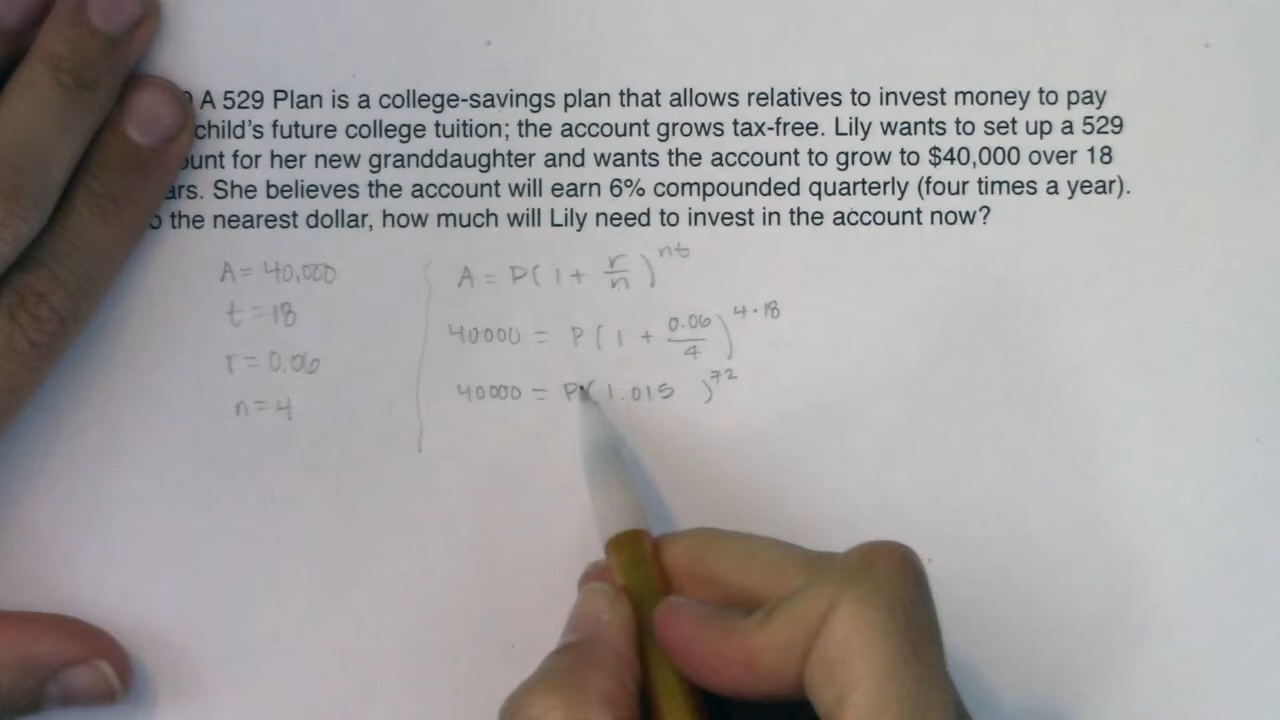 A 529 Plan is a college-savings plan that allows relatives to invest money to pay
child's future college tuition; the account grows tax-free. Lily wants to set up a 529
for her new granddaughter and wants the account to grow to $40,000 over 18
She believes the account will earn 6% compounded quarterly (four times a year).
the nearest dollar, how much will Lily need to invest in the account now?
A = 40,000
t = 18
r = 0.06
n = 4
A = P(1 + r/n)^nt
40000 = P(1 + 0.06/4)^4·18
40000 = P(1.015)^72